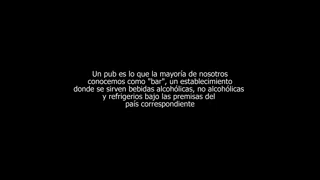 Un pub es lo que la mayoría de nosotros
conocemos como "bar", un establecimiento
donde se sirven bebidas alcohólicas, no alcohólicas
y refrigerios bajo las premisas del
país correspondiente